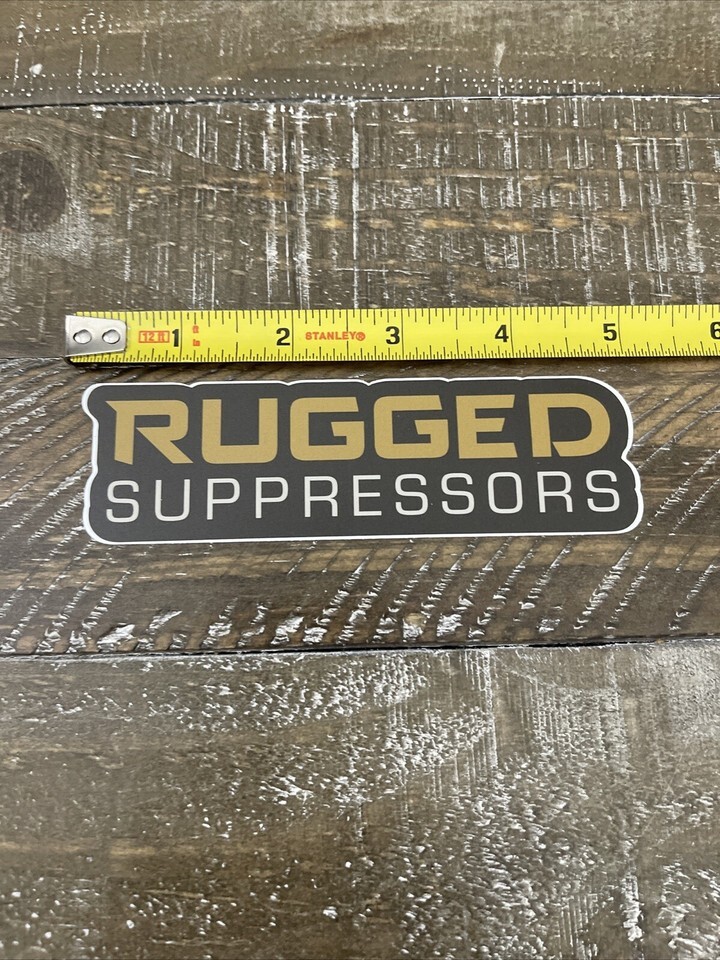 12 ft 1 2 STANLEY® 3 4 5 6
RUGGED
SUPPRESSORS